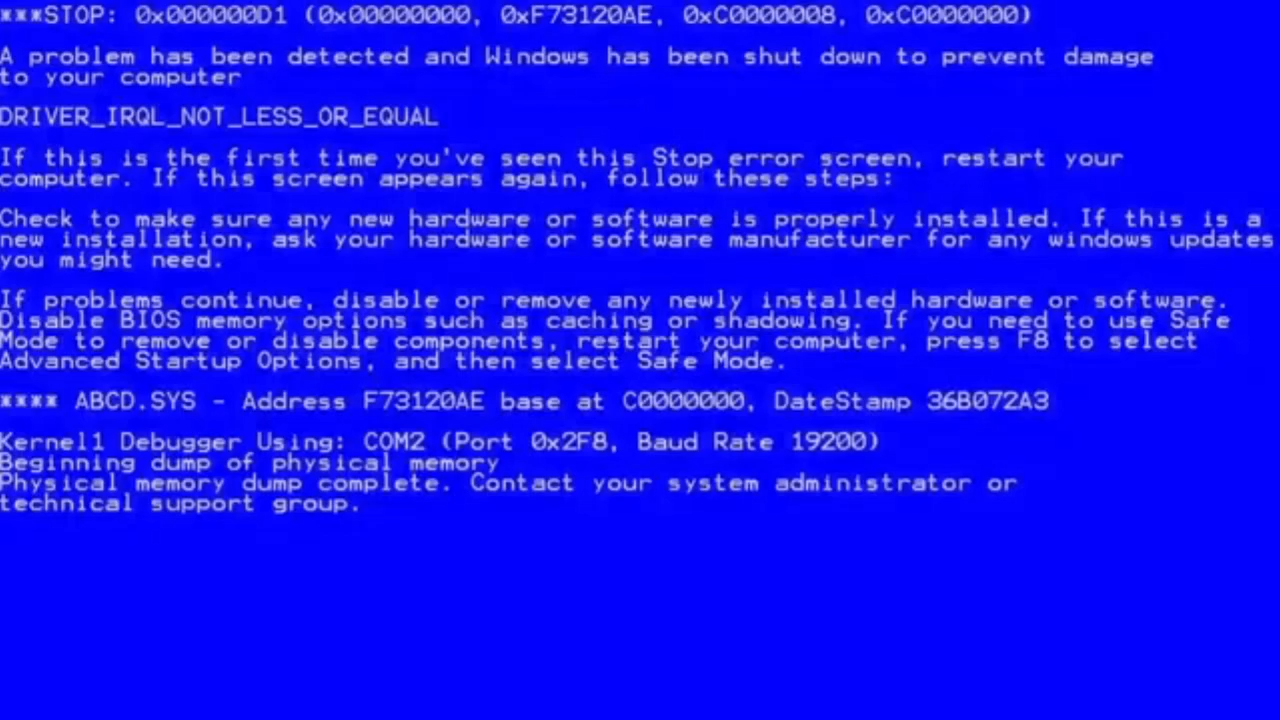 ***STOP: 0x000000D1 (0x00000000, 0xF73120AE, 0xC0000008, 0xC0000000)
A problem has been detected and Windows has been shut down to prevent damage
to your computer
DRIVER_IRQL_NOT_LESS_OR_EQUAL
If this is the first time you've seen this Stop error screen, restart your
computer. If this screen appears again, follow these steps:
Check to make sure any new hardware or software is properly installed. If this is a
new installation, ask your hardware or software manufacturer for any windows updates
you might need.
If problems continue, disable or remove any newly installed hardware or software.
Disable BIOS memory options such as caching or shadowing. If you need to use Safe
Mode to remove or disable components, restart your computer, press F8 to select
Advanced Startup Options, and then select Safe Mode.
**** ABCD.SYS - Address F73120AE base at C0000000, DateStamp 36B072A3
Kernel1 Debugger Using: COM2 (Port 0x2F8, Baud Rate 19200)
Beginning dump of physical memory
Physical memory dump complete. Contact your system administrator or
technical support group.